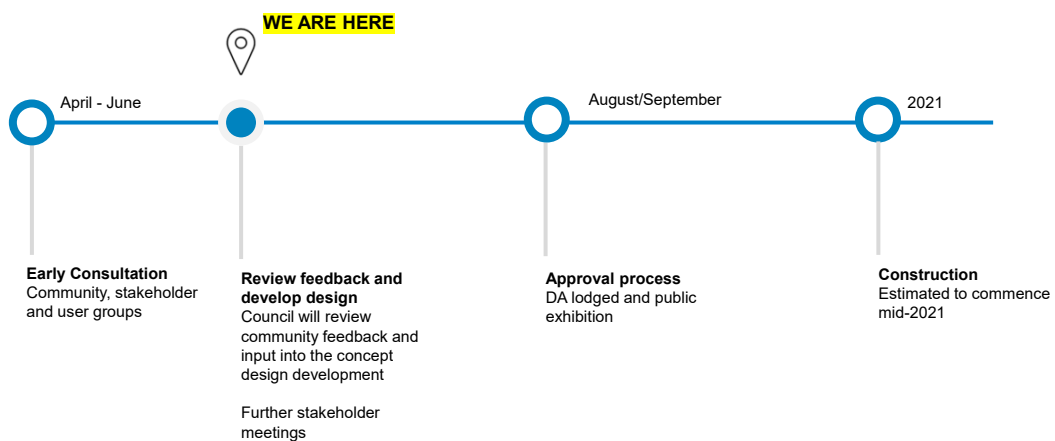 WE ARE HERE
April - June
August/September
2021
Early Consultation
Community, stakeholder
and user groups
Review feedback and
develop design
Council will review
community feedback and
input into the concept
design development
Further stakeholder
meetings
Approval process
DA lodged and public
exhibition
Construction
Estimated to commence
mid-2021